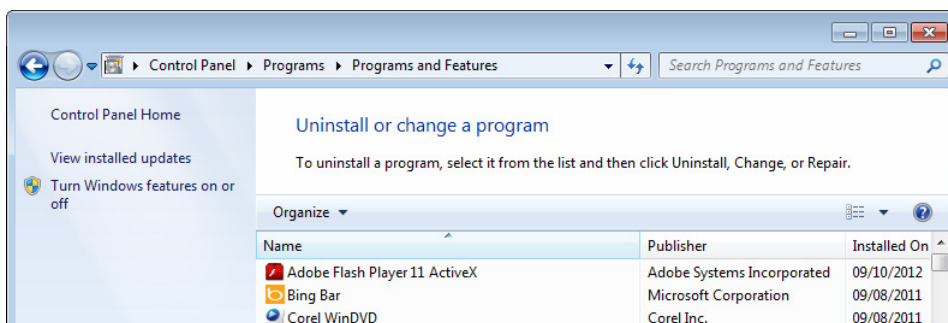 Control Panel Programs Programs and Features Search Programs and Features
Control Panel Home
View installed updates
Turn Windows features on or
off
Uninstall or change a program
To uninstall a program, select it from the list and then click Uninstall, Change, or Repair.
Organize
Name Publisher Installed On
Adobe Flash Player 11 ActiveX Adobe Systems Incorporated 09/10/2012
Bing Bar Microsoft Corporation 09/08/2011
Corel WinDVD Corel Inc. 09/08/2011